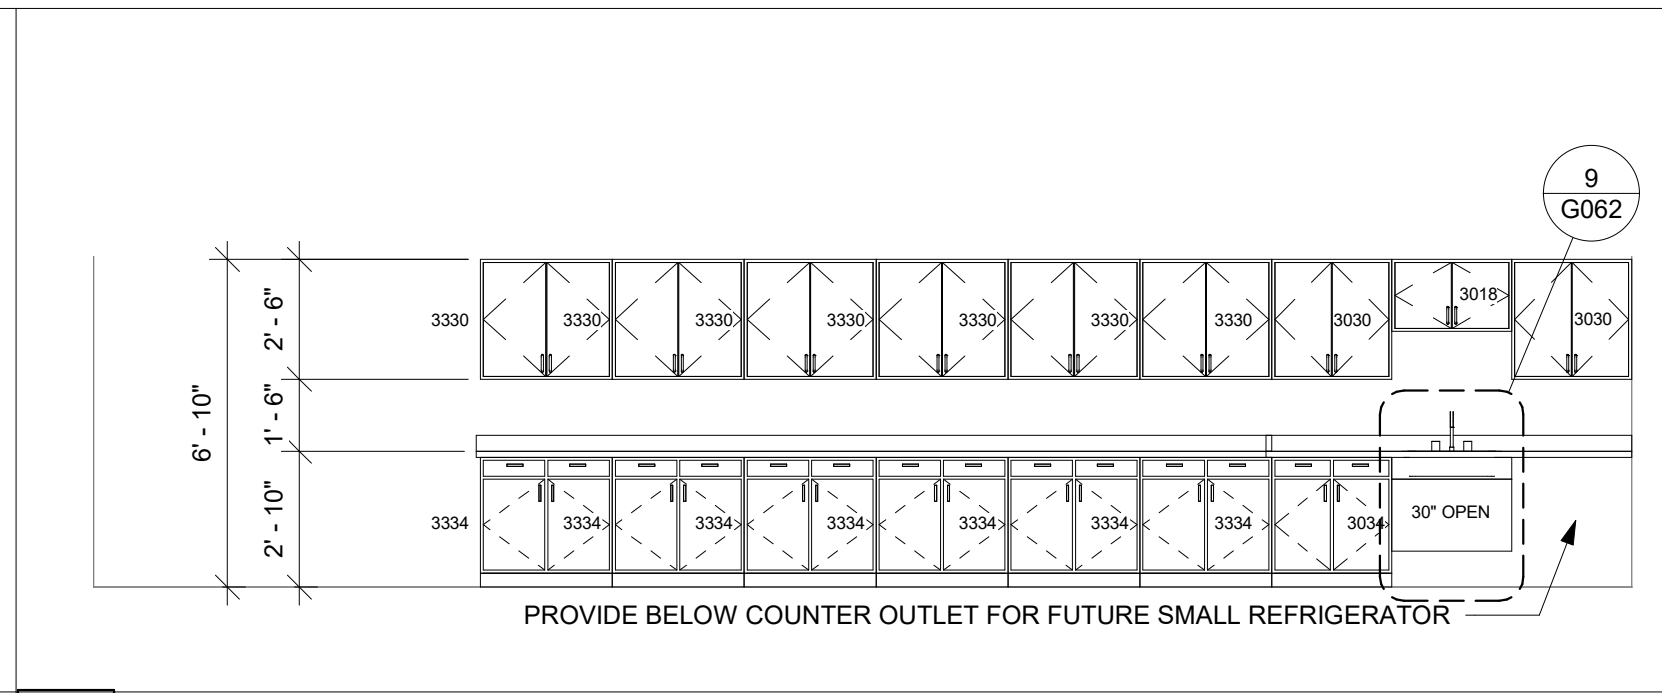 9
G062
2' - 6"
1' - 6"
6' - 10"
2' - 10"
3330 3330 3330 3330 3330 3330 3330 3030 3018 3030
3334 3334 3334 3334 3334 3334 3334 3034 30" OPEN
PROVIDE BELOW COUNTER OUTLET FOR FUTURE SMALL REFRIGERATOR